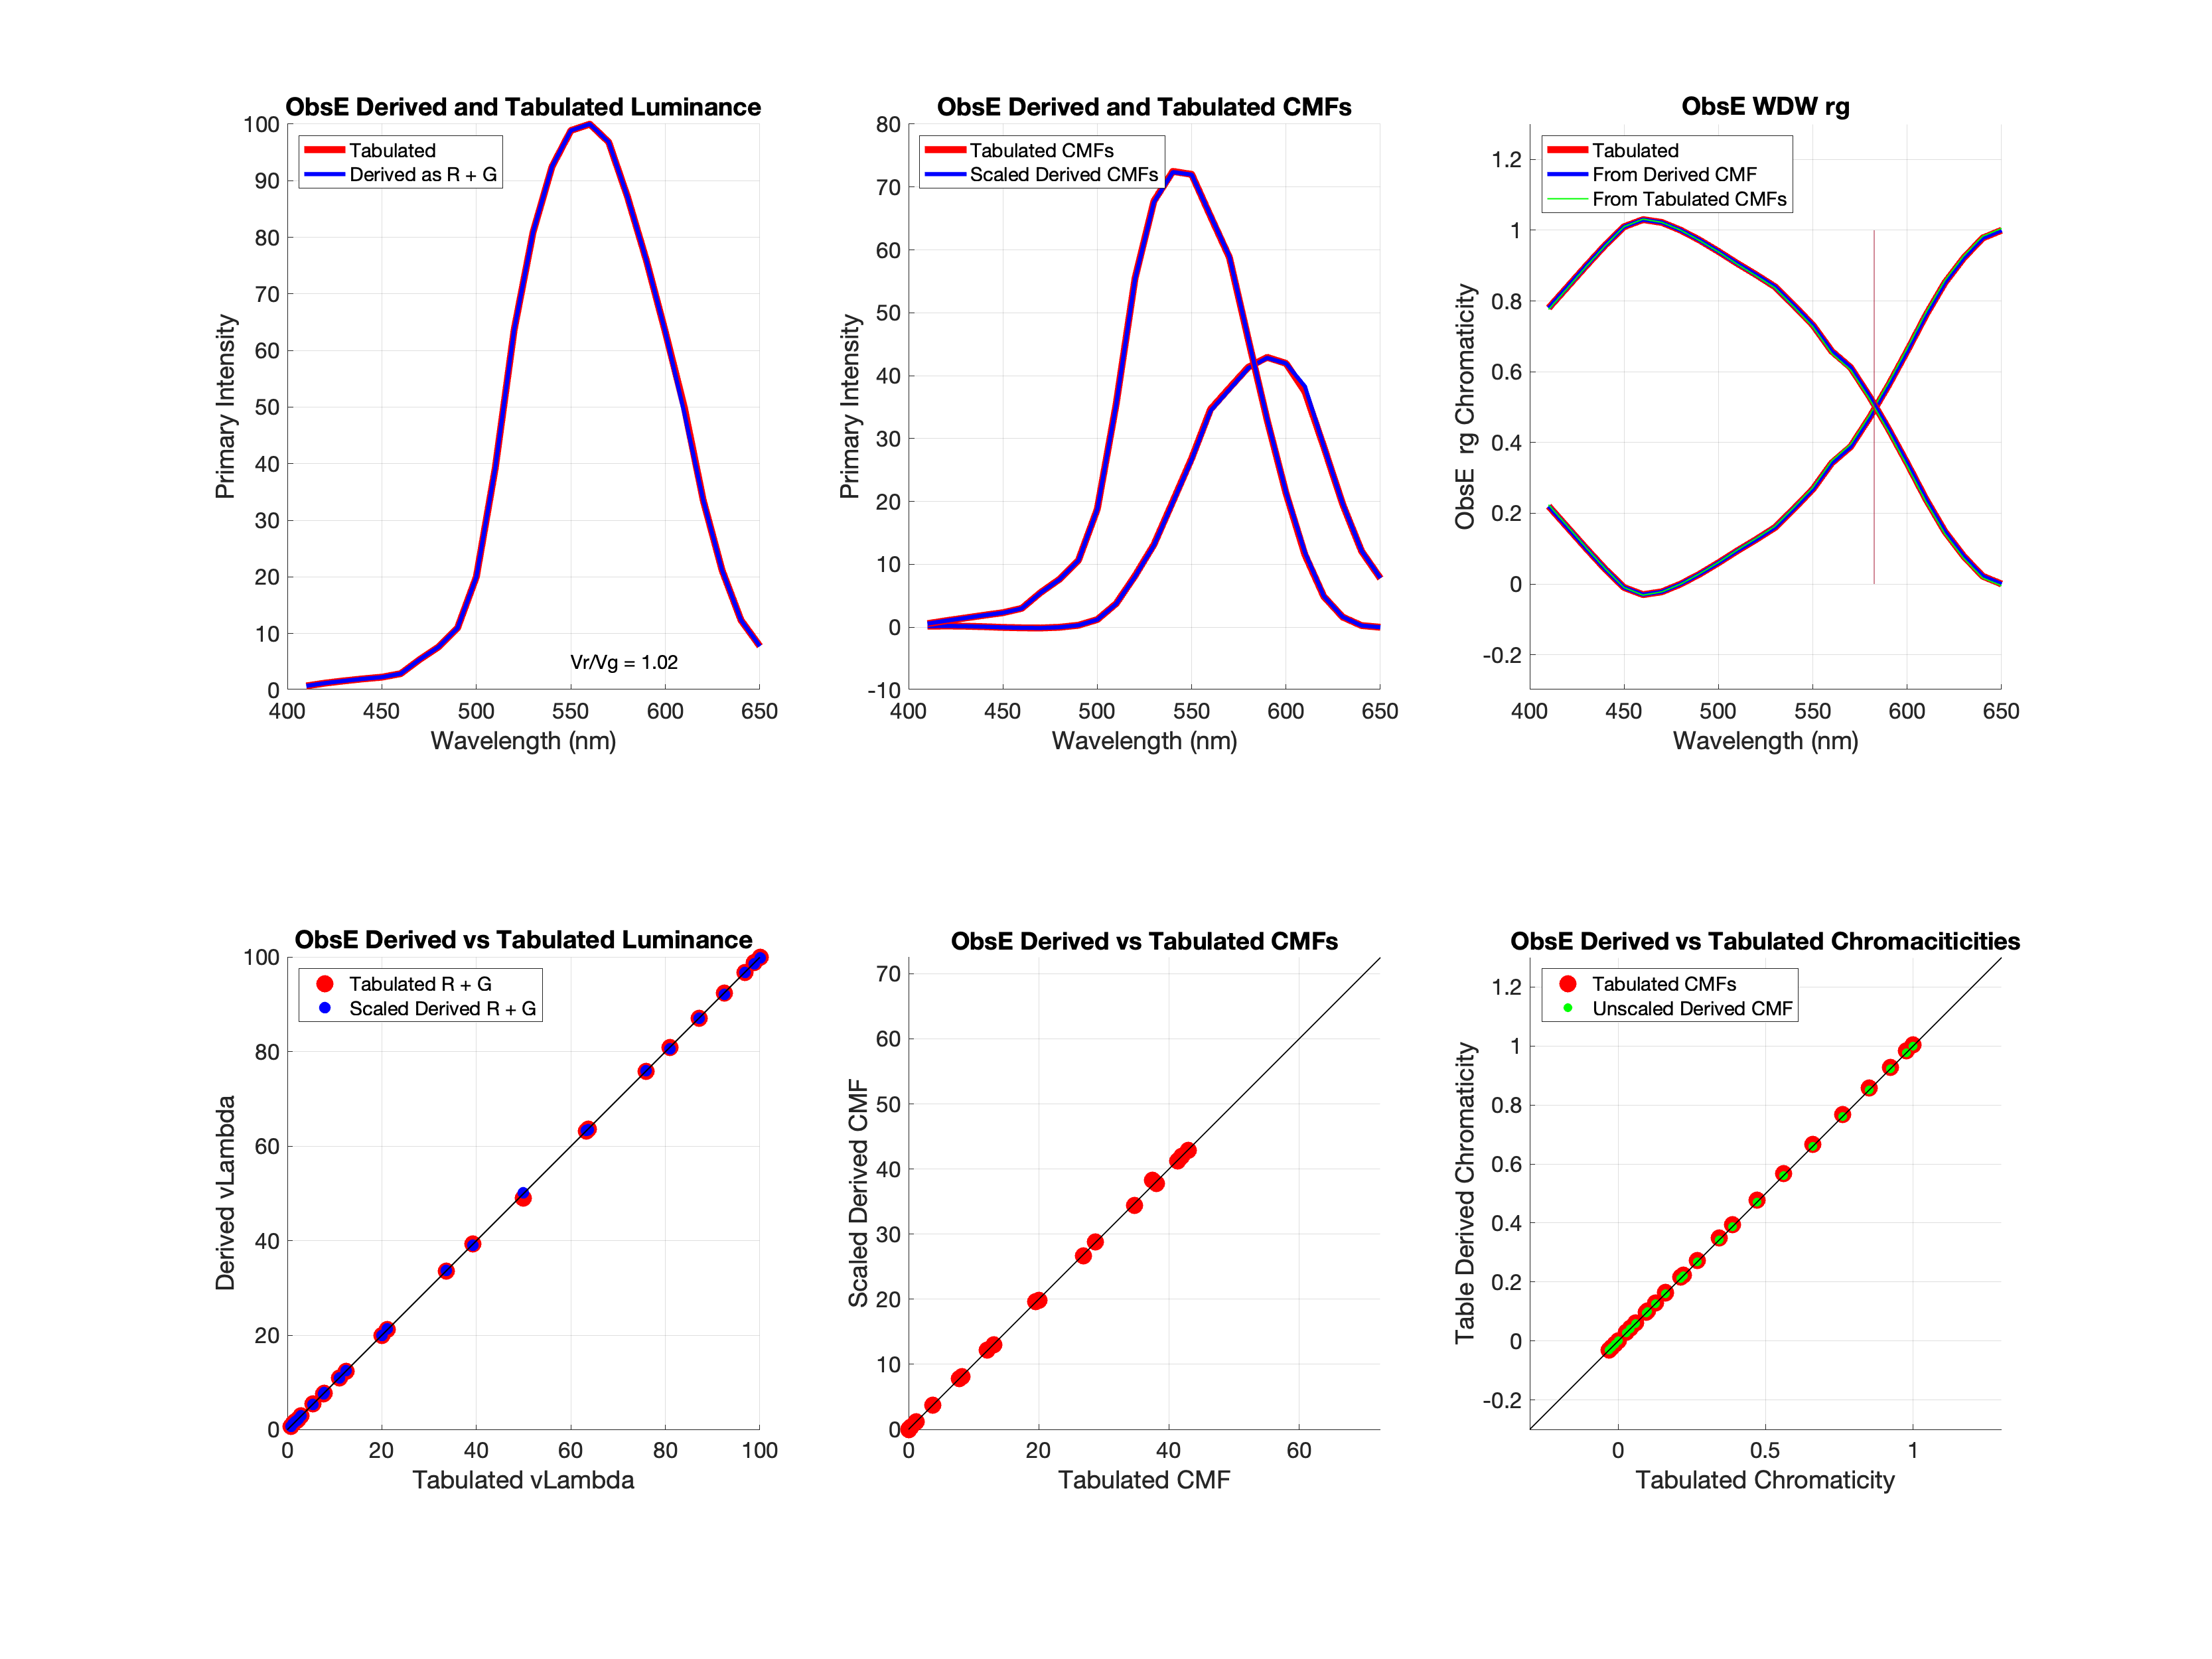 ObsE Derived and Tabulated Luminance
100
90
80
70
60
50
40
30
20
10
0
Primary Intensity
Tabulated
Derived as R + G
Vr/Vg = 1.02
400 450 500 550 600 650
Wavelength (nm)
ObsE Derived and Tabulated CMFs
80
70
60
50
40
30
20
10
0
-10
Primary Intensity
Tabulated CMFs
Scaled Derived CMFs
400 450 500 550 600 650
Wavelength (nm)
ObsE WDW rg
1.2
1
0.8
0.6
0.4
0.2
0
-0.2
ObsE rg Chromaticity
Tabulated
From Derived CMF
From Tabulated CMFs
400 450 500 550 600 650
Wavelength (nm)
ObsE Derived vs Tabulated Luminance
100
80
60
40
20
0
Derived vLambda
Tabulated R + G
Scaled Derived R + G
0 20 40 60 80 100
Tabulated vLambda
ObsE Derived vs Tabulated CMFs
70
60
50
40
30
20
10
0
Scaled Derived CMF
0 20 40 60
Tabulated CMF
ObsE Derived vs Tabulated Chromaciticities
1.2
1
0.8
0.6
0.4
0.2
0
-0.2
Table Derived Chromaticity
Tabulated CMFs
Unscaled Derived CMF
0 0.5 1
Tabulated Chromaticity